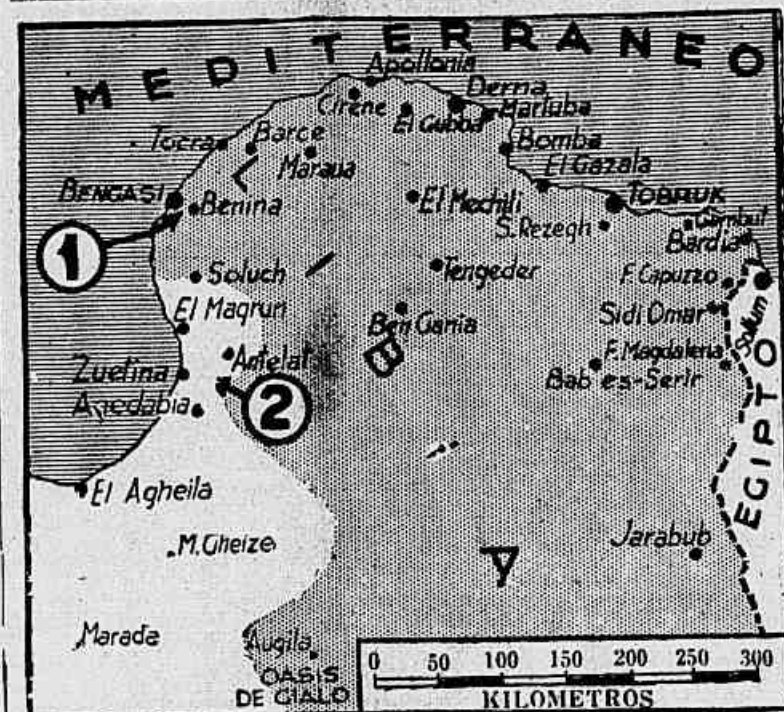 MEDITERRANEO
Apollonia
Cirene
Derna
El Gubba
Martuba
Tocra
Barce
Maraua
Bomba
El Gazala
BENGASI
Benina
El Mechili
TOBRUK
S. Rezegh
Gambut
Bardia
1
Soluch
Tengeder
F. Capuzzo
Sollum
El Magrun
Ben Gania
Sidi Omar
Zuetina
Antelat
F. Magdalena
Bab es-Serir
Agedabia
2
EGIPTO
El Agheila
M. Gheize
Jarabub
L I B Y A
Marada
Augila
OASIS
DE GIALO
0 50 100 150 200 250 300
KILOMETROS